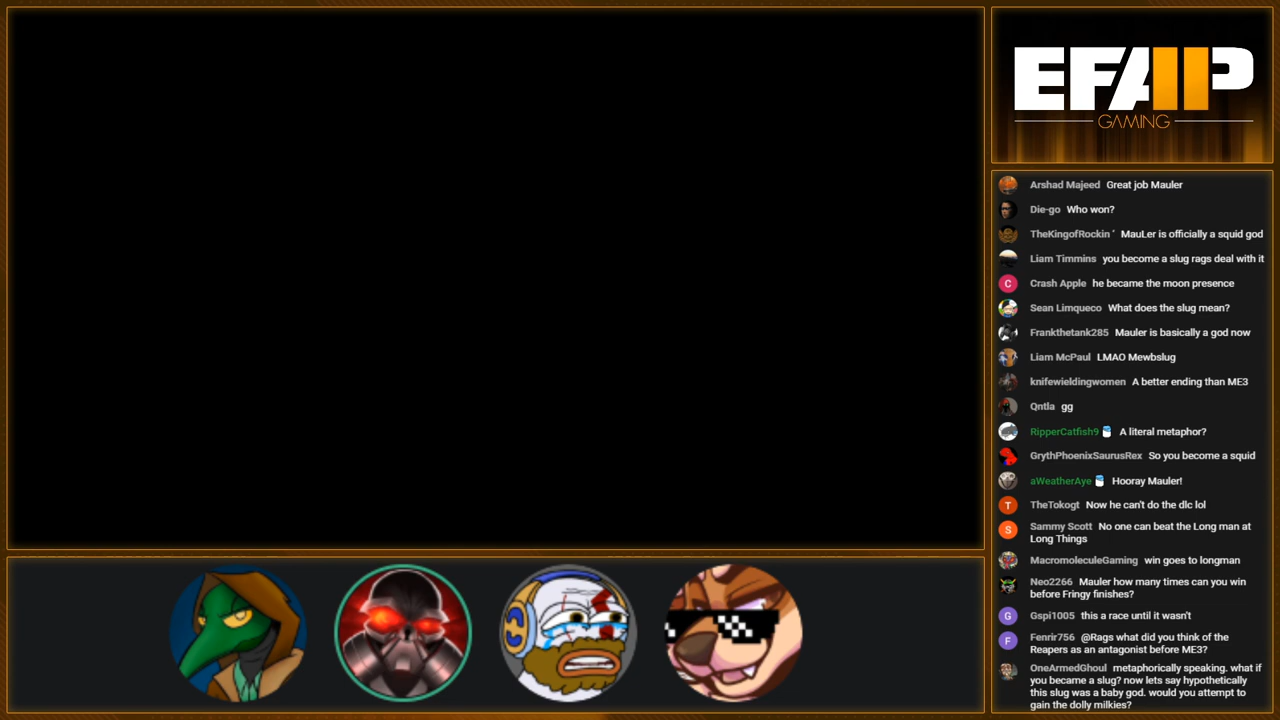 EFAP
GAMING
Arshad Majeed Great job Mauler
Die-go Who won?
TheKingofRockin ' MauLer is officially a squid god
Liam Timmins you become a slug rags deal with it
C Crash Apple he became the moon presence
Sean Limqueco What does the slug mean?
Frankthetank285 Mauler is basically a god now
Liam McPaul LMAO Mewbslug
knifewieldingwomen A better ending than ME3
Qntla gg
RipperCatfish9 A literal metaphor?
GrythPhoenixSaurusRex So you become a squid
aWeatherAye Hooray Mauler!
T TheTokogt Now he can't do the dlc lol
S Sammy Scott No one can beat the Long man at
Long Things
MacromoleculeGaming win goes to longman
Neo2266 Mauler how many times can you win
before Fringy finishes?
G Gspi1005 this a race until it wasn't
F Fenrir756 @Rags what did you think of the
Reapers as an antagonist before ME3?
OneArmedGhoul metaphorically speaking. what if
you became a slug? now lets say hypothetically
this slug was a baby god. would you attempt to
gain the dolly milkies?